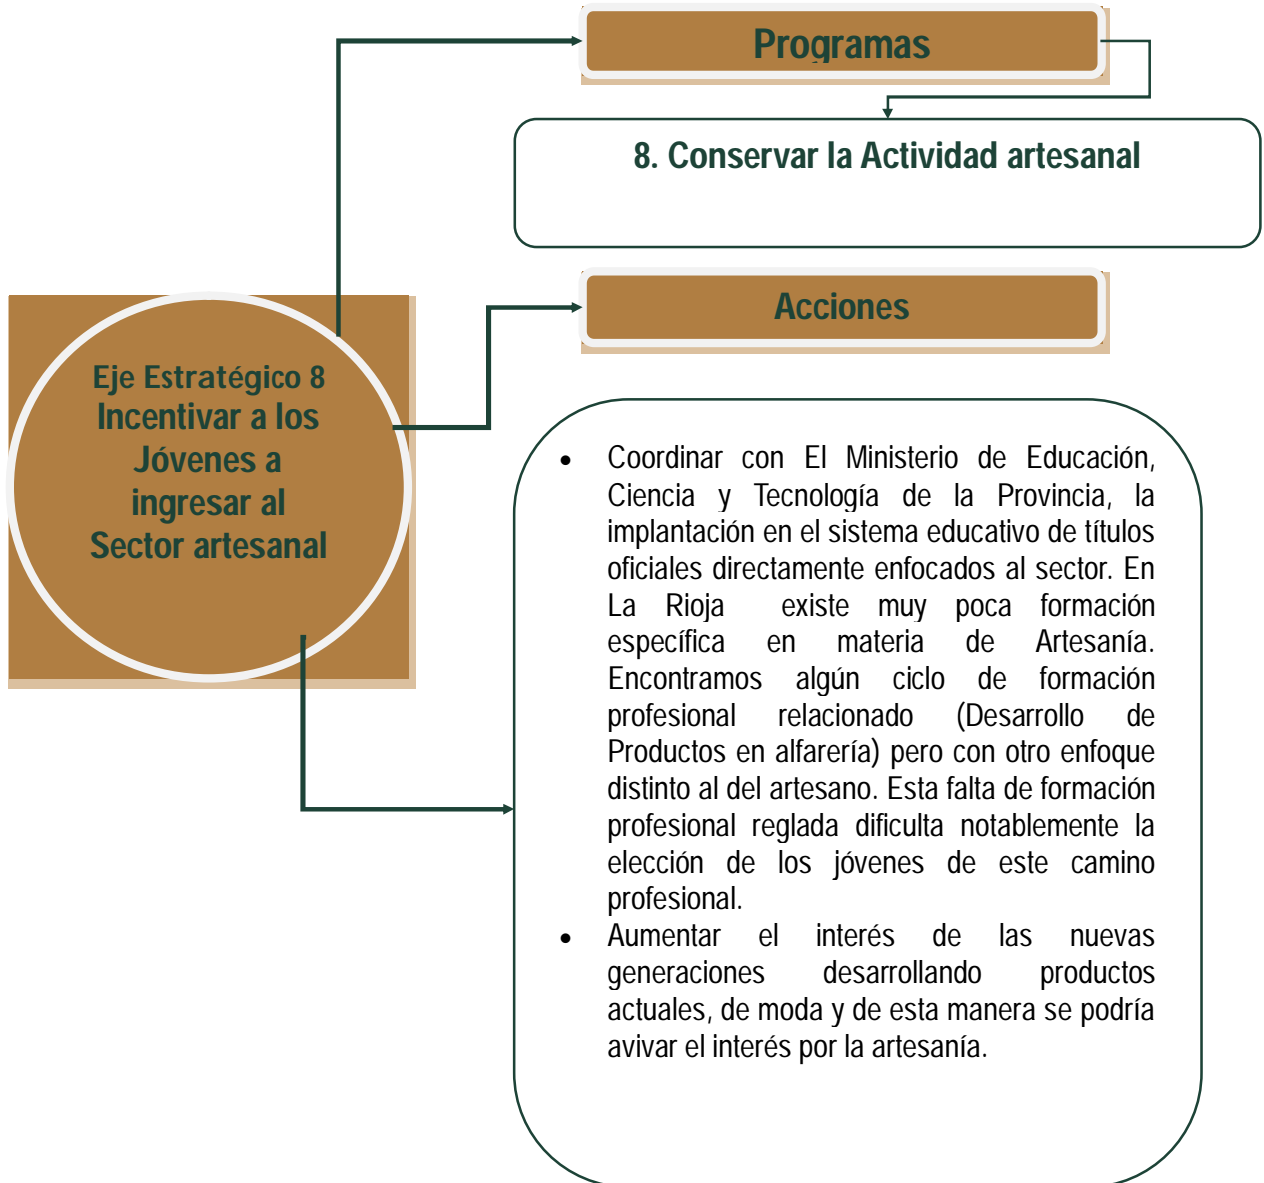 Programas
8. Conservar la Actividad artesanal
Acciones
Eje Estratégico 8
Incentivar a los
Jóvenes a
ingresar al
Sector artesanal
• Coordinar con El Ministerio de Educación,
Ciencia y Tecnología de la Provincia, la
implantación en el sistema educativo de títulos
oficiales directamente enfocados al sector. En
La Rioja existe muy poca formación
específica en materia de Artesanía.
Encontramos algún ciclo de formación
profesional relacionado (Desarrollo de
Productos en alfarería) pero con otro enfoque
distinto al del artesano. Esta falta de formación
profesional reglada dificulta notablemente la
elección de los jóvenes de este camino
profesional.
• Aumentar el interés de las nuevas
generaciones desarrollando productos
actuales, de moda y de esta manera se podría
avivar el interés por la artesanía.